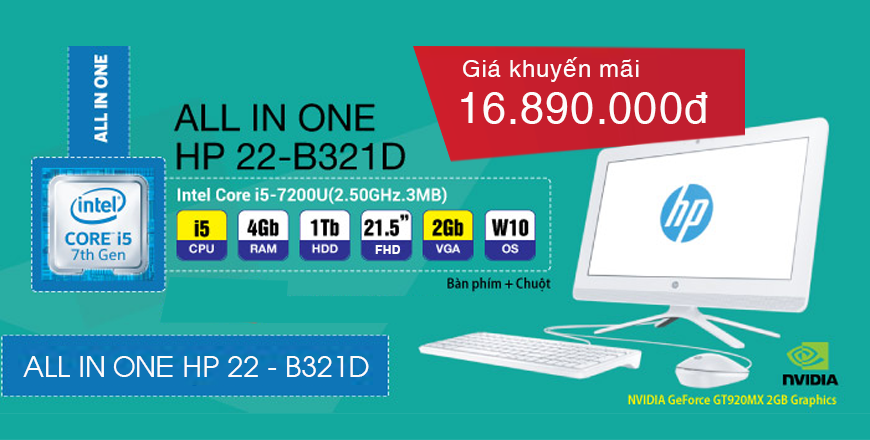 ALL IN ONE
intel
CORE i5
7th Gen
ALL IN ONE
HP 22-B321D
Giá khuyến mãi
16.890.000đ
Intel Core i5-7200U(2.50GHz.3MB)
i5 4Gb 1Tb 21.5" 2Gb W10
CPU RAM HDD FHD VGA OS
Bàn phím + Chuột
hp
ALL IN ONE HP 22 - B321D
NVIDIA
NVIDIA GeForce GT920MX 2GB Graphics